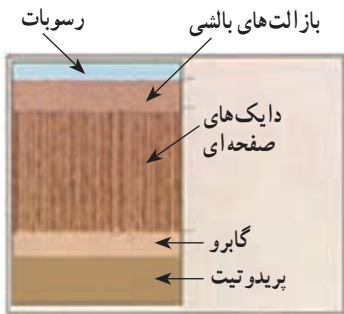 رسوبات
بازالت‌های بالشی
دایک‌های
صفحه‌ای
گابرو
پریدوتیت